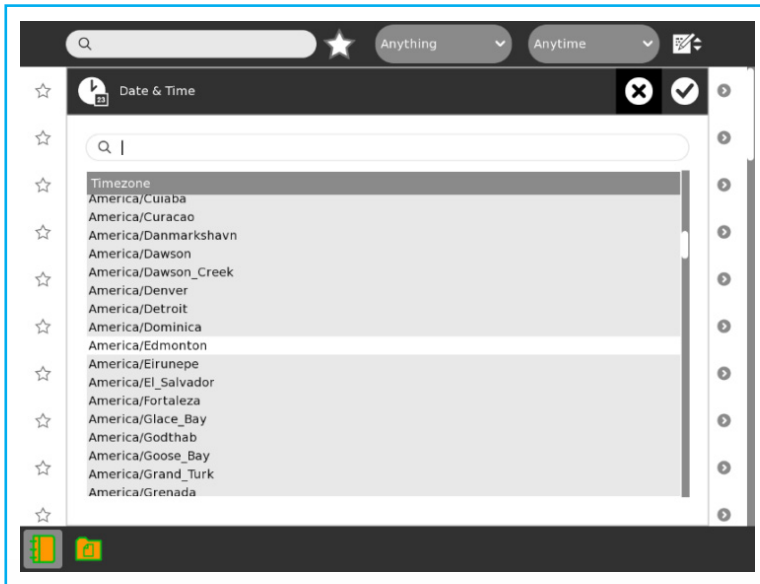 Anything
Anytime
Date & Time
23
Timezone
America/Cuiaba
America/Curacao
America/Danmarkshavn
America/Dawson
America/Dawson_Creek
America/Denver
America/Detroit
America/Dominica
America/Edmonton
America/Eirunepe
America/El_Salvador
America/Fortaleza
America/Glace_Bay
America/Godthab
America/Goose_Bay
America/Grand_Turk
America/Grenada